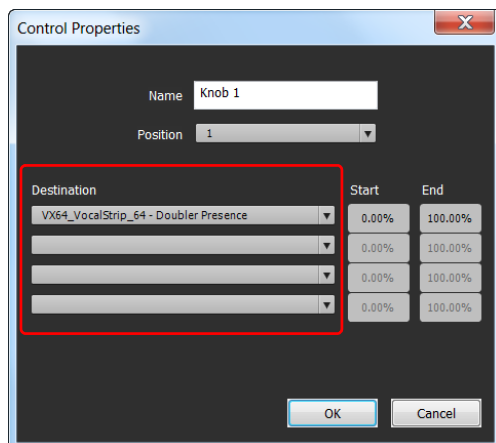 Control Properties
Name Knob 1
Position 1
Destination Start End
VX64_VocalStrip_64 - Doubler Presence 0.00% 100.00%
0.00% 100.00%
0.00% 100.00%
0.00% 100.00%
OK Cancel